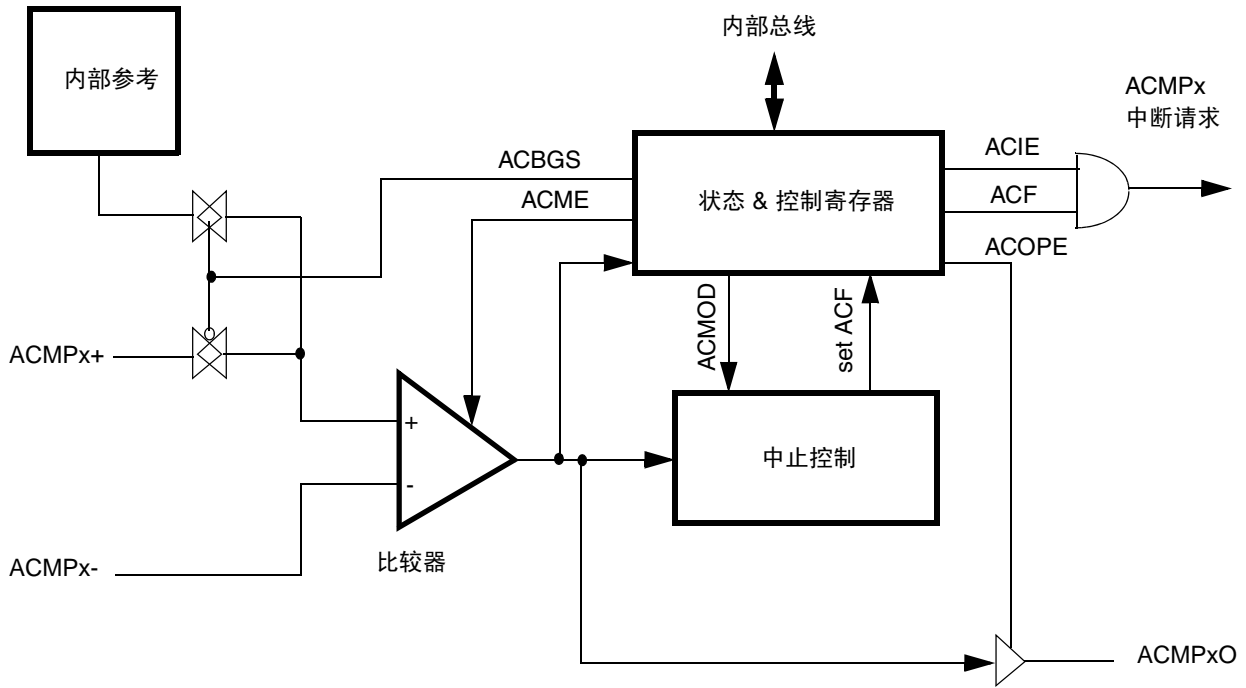 内部总线
内部参考
ACMPx
中断请求
ACBGS
ACME
状态 & 控制寄存器
ACIE
ACF
ACOPE
ACMOD
set ACF
ACMPx+
+
-
中止控制
比较器
ACMPx-
ACMPxO